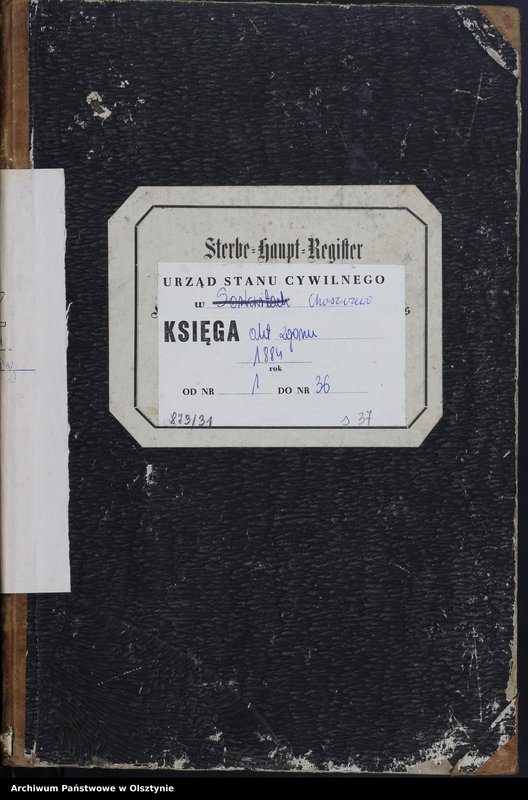 Sterbe-Haupt-Register
URZĄD STANU CYWILNEGO
w Sorkwitach Choszczewo
KSIĘGA akt zgonu
1884
rok
OD NR 1 DO NR 36
873/31 s 37
Archiwum Państwowe w Olsztynie